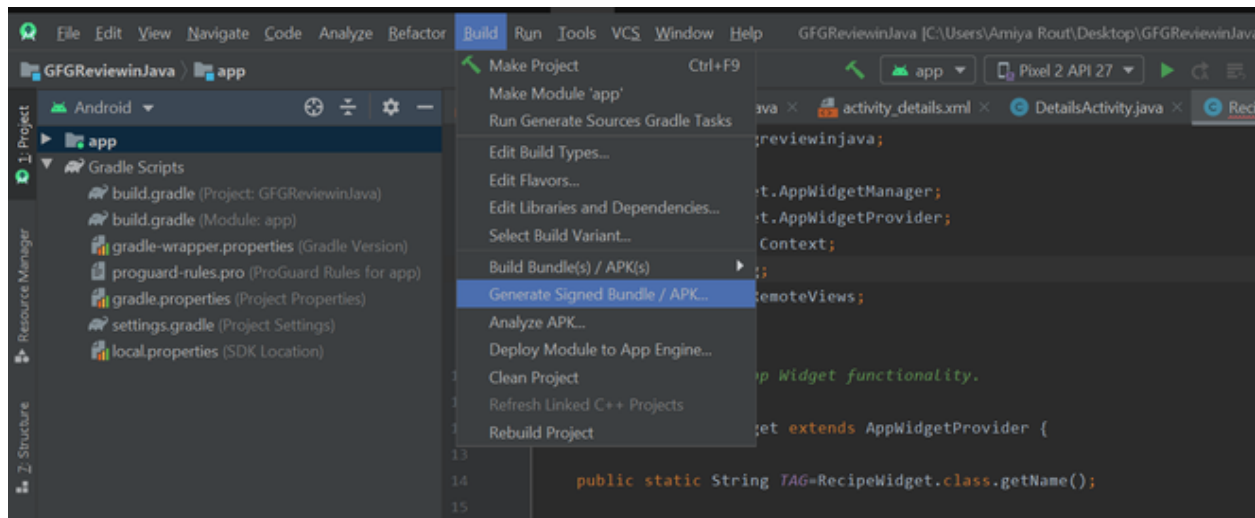 File Edit View Navigate Code Analyze Refactor Build Run Tools VCS Window Help GFGReviewinJava [C:\Users\Amiya Rout\Desktop\GFGReviewinJava
GFGReviewinJava app
app Pixel 2 API 27
1: Project
Resource Manager
Z: Structure
Android
app
Gradle Scripts
build.gradle (Project: GFGReviewinJava)
build.gradle (Module: app)
gradle-wrapper.properties (Gradle Version)
proguard-rules.pro (ProGuard Rules for app)
gradle.properties (Project Properties)
settings.gradle (Project Settings)
local.properties (SDK Location)
Make Project Ctrl+F9
Make Module 'app'
Run Generate Sources Gradle Tasks
Edit Build Types...
Edit Flavors...
Edit Libraries and Dependencies...
Select Build Variant...
Build Bundle(s) / APK(s)
Generate Signed Bundle / APK...
Analyze APK...
Deploy Module to App Engine...
Clean Project
Refresh Linked C++ Projects
Rebuild Project
ava activity_details.xml DetailsActivity.java Rec
greviewinjava;
t.AppWidgetManager;
t.AppWidgetProvider;
Context;
;
RemoteViews;
pp Widget functionality.
get extends AppWidgetProvider {
13
14 public static String TAG=RecipeWidget.class.getName();
15